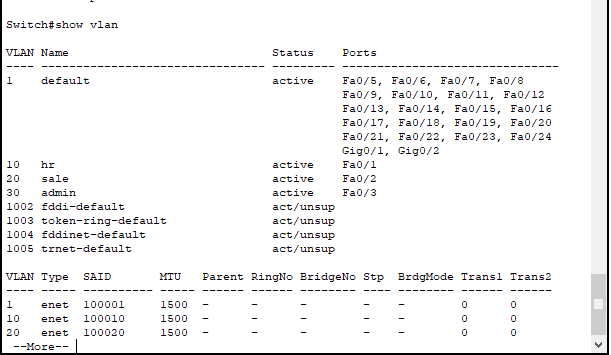 Switch#show vlan
VLAN Name                             Status    Ports
---- -------------------------------- --------- -------------------------------
1    default                          active    Fa0/5, Fa0/6, Fa0/7, Fa0/8
                                                Fa0/9, Fa0/10, Fa0/11, Fa0/12
                                                Fa0/13, Fa0/14, Fa0/15, Fa0/16
                                                Fa0/17, Fa0/18, Fa0/19, Fa0/20
                                                Fa0/21, Fa0/22, Fa0/23, Fa0/24
                                                Gig0/1, Gig0/2
10   hr                               active    Fa0/1
20   sale                             active    Fa0/2
30   admin                            active    Fa0/3
1002 fddi-default                     act/unsup
1003 token-ring-default               act/unsup
1004 fddinet-default                  act/unsup
1005 trnet-default                    act/unsup
VLAN Type  SAID       MTU   Parent RingNo BridgeNo Stp  BrdgMode Trans1 Trans2
---- ----- ---------- ----- ------ ------ -------- ---- -------- ------ ------
1    enet  100001     1500  -      -      -        -    -        0      0
10   enet  100010     1500  -      -      -        -    -        0      0
20   enet  100020     1500  -      -      -        -    -        0      0
 --More--